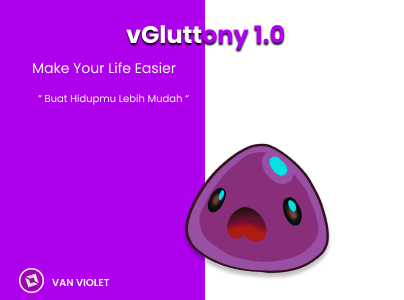 vGluttony 1.0
Make Your Life Easier
“ Buat Hidupmu Lebih Mudah “
VAN VIOLET